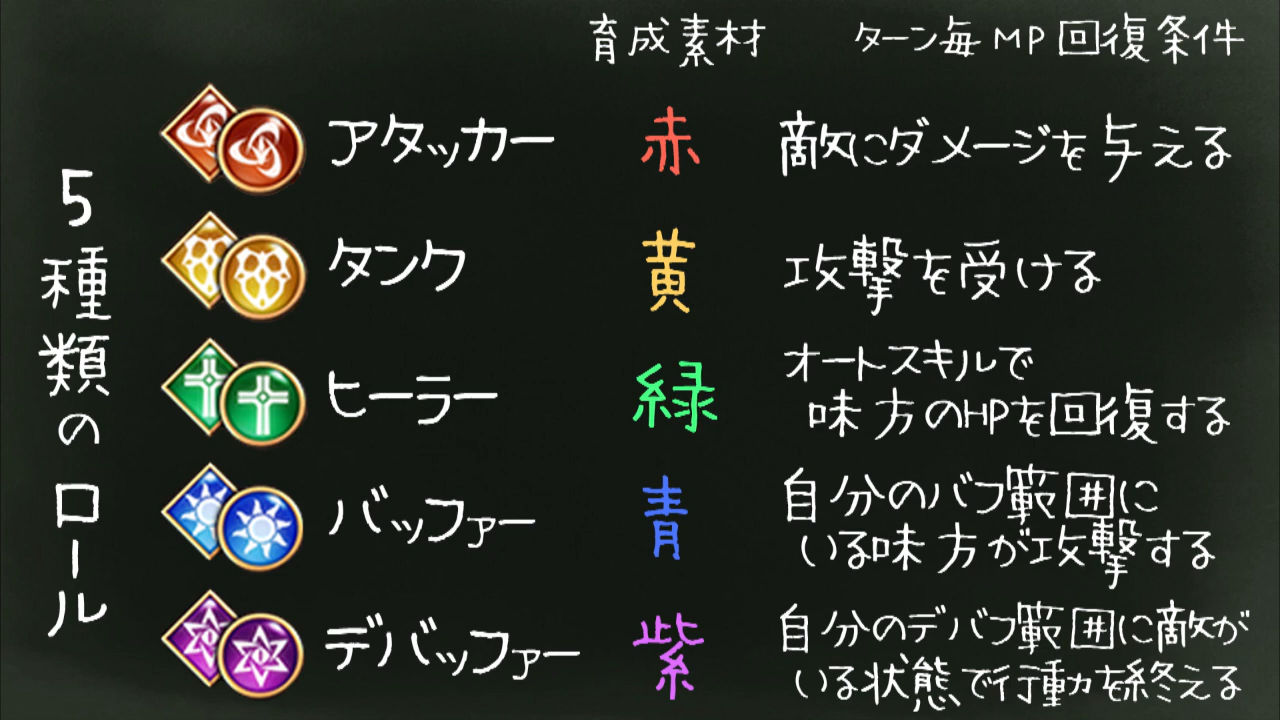 5種類のロール
育成素材 ターン毎MP回復条件
アタッカー 赤 敵にダメージを与える
タンク 黄 攻撃を受ける
ヒーラー 緑 オートスキルで
味方のHPを回復する
バッファー 青 自分のバフ範囲に
いる味方が攻撃する
デバッファー 紫 自分のデバフ範囲に敵が
いる状態で行動を終える